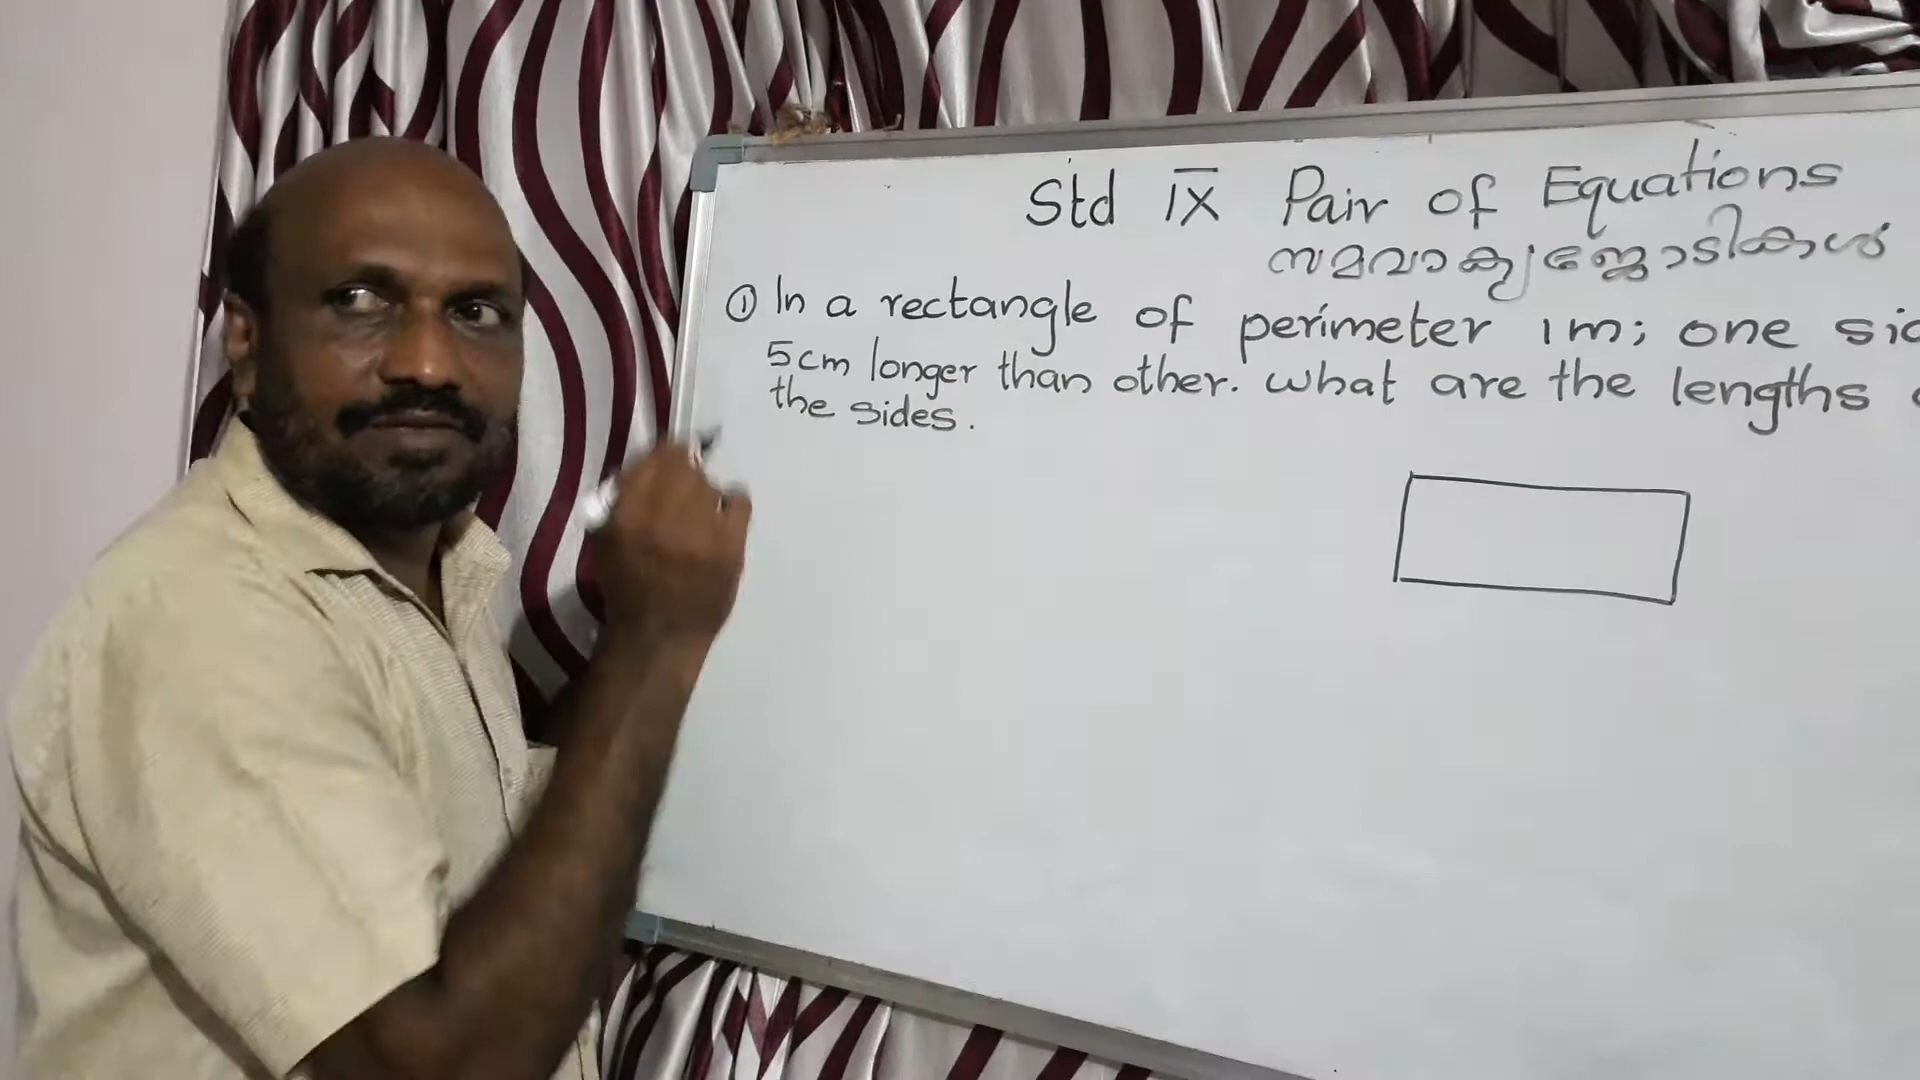 Std IX Pair of Equations
സമവാക്യജോടികൾ
① In a rectangle of perimeter 1m; one
5cm longer than other. What are the lengths
the sides.